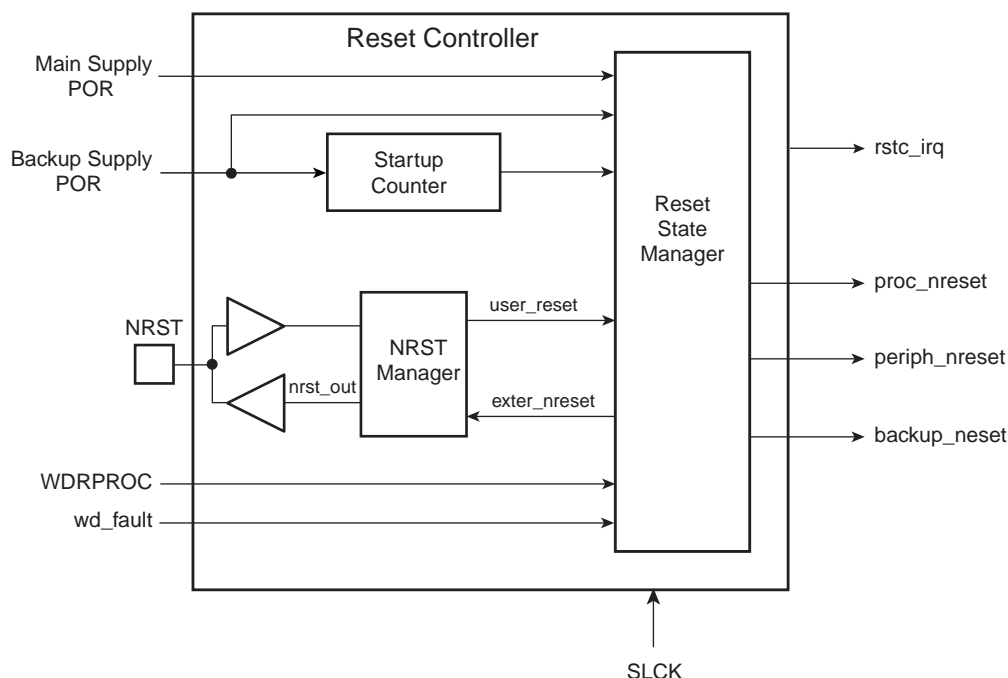 Reset Controller
Main Supply
POR
Backup Supply
POR
Startup
Counter
Reset
State
Manager
rstc_irq
proc_nreset
periph_nreset
backup_neset
NRST
NRST
Manager
user_reset
nrst_out
exter_nreset
WDRPROC
wd_fault
SLCK